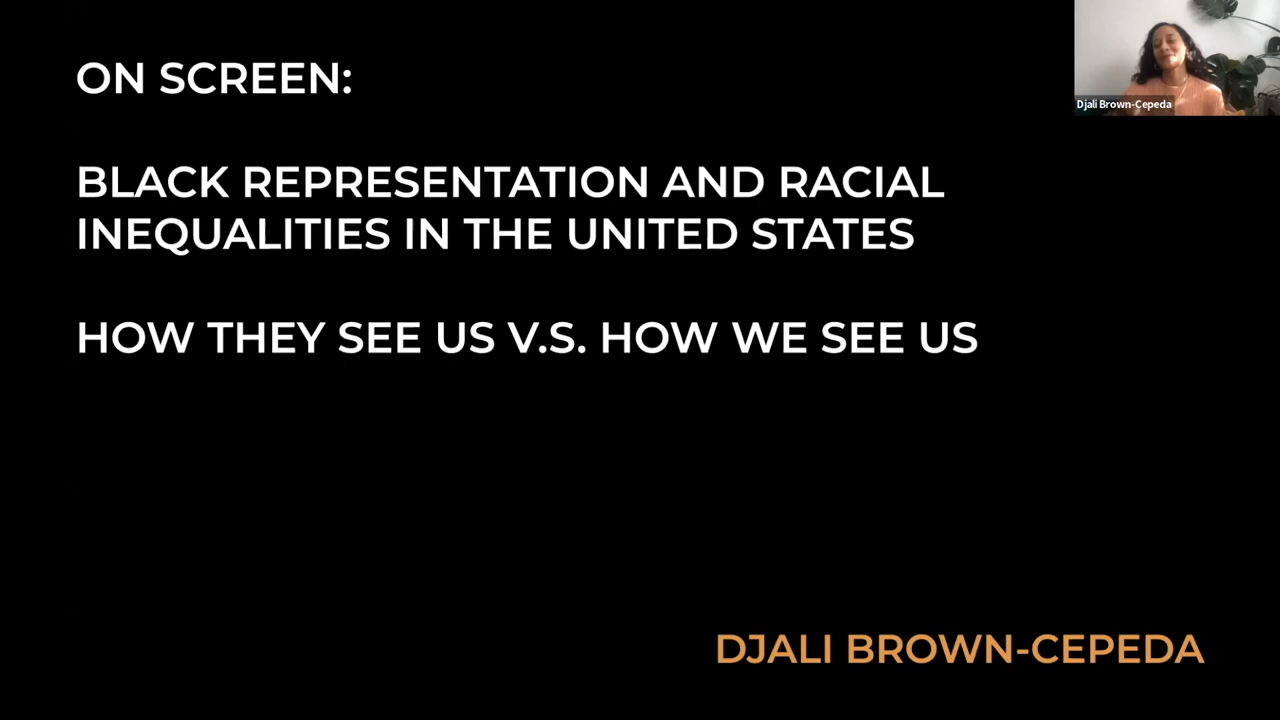 ON SCREEN:
Djali Brown-Cepeda
BLACK REPRESENTATION AND RACIAL
INEQUALITIES IN THE UNITED STATES
HOW THEY SEE US V.S. HOW WE SEE US
DJALI BROWN-CEPEDA